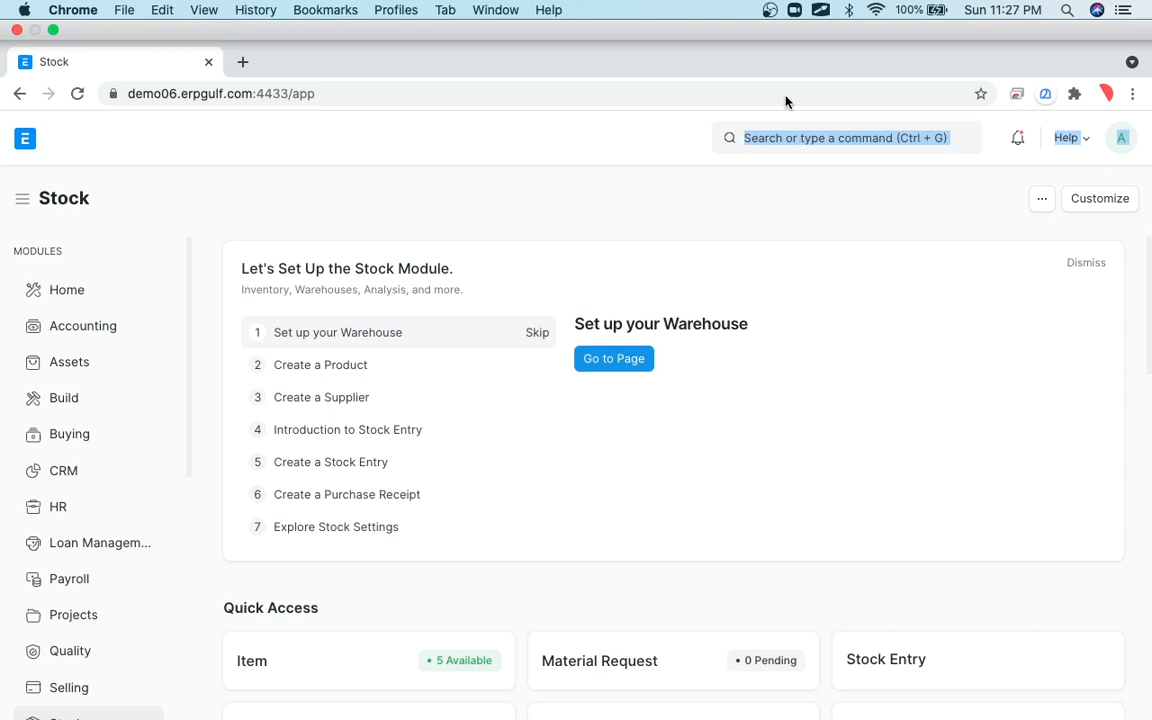 Chrome File Edit View History Bookmarks Profiles Tab Window Help 100% Sun 11:27 PM
E Stock
demo06.erpgulf.com:4433/app
E Search or type a command (Ctrl + G) Help A
Stock ... Customize
MODULES
Home
Accounting
Assets
Build
Buying
CRM
HR
Loan Managem...
Payroll
Projects
Quality
Selling
Let's Set Up the Stock Module. Dismiss
Inventory, Warehouses, Analysis, and more.
1 Set up your Warehouse Skip
2 Create a Product
3 Create a Supplier
4 Introduction to Stock Entry
5 Create a Stock Entry
6 Create a Purchase Receipt
7 Explore Stock Settings
Set up your Warehouse
Go to Page
Quick Access
Item • 5 Available
Material Request • 0 Pending
Stock Entry